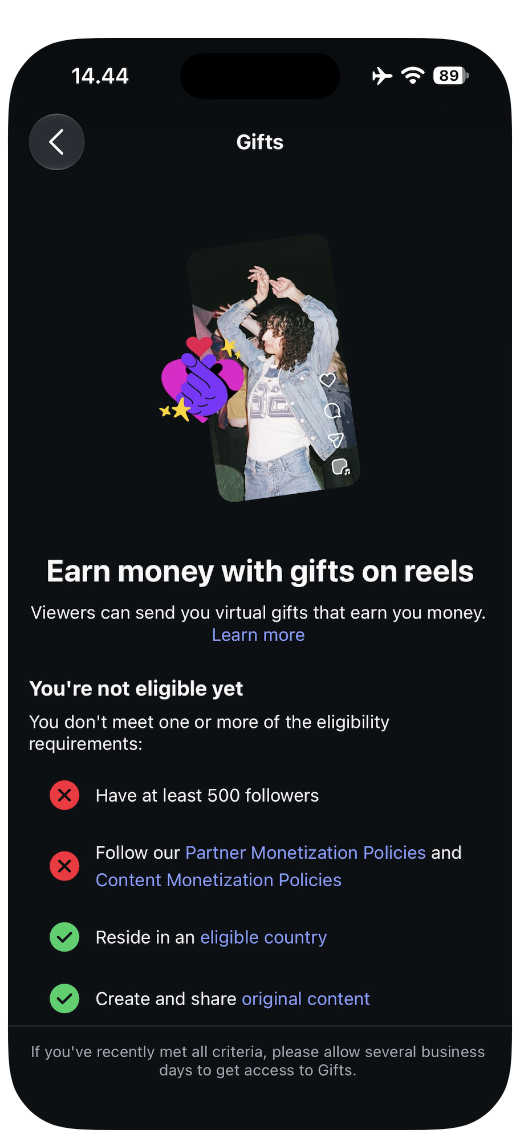 14.44
89
Gifts
Earn money with gifts on reels
Viewers can send you virtual gifts that earn you money.
Learn more
You're not eligible yet
You don't meet one or more of the eligibility
requirements:
Have at least 500 followers
Follow our Partner Monetization Policies and
Content Monetization Policies
Reside in an eligible country
Create and share original content
If you've recently met all criteria, please allow several business
days to get access to Gifts.